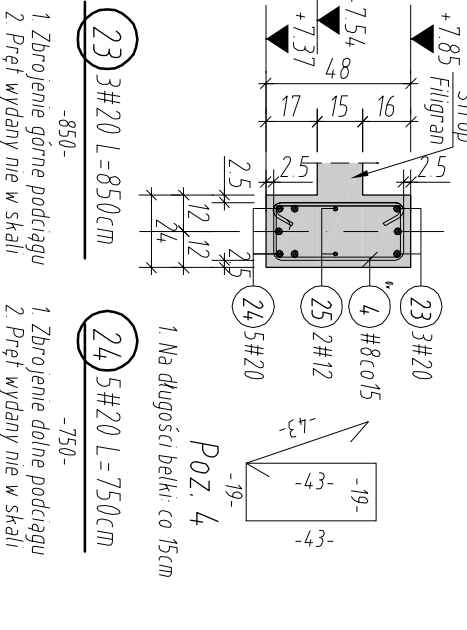 +7.85
Strop
Filigran
+7.54
+7.37
48
17
15
16
2.5
2.5
2.5
12
12
2.5
24
23 3#20
4 #8co15
25 2#12
24 5#20
-43-
-19-
-43-
-19-
-43-
Poz. 4
1. Na długości belki: co 15cm
23 3#20 L=850cm
-850-
1. Zbrojenie górne podciągu
2. Pręt wydany nie w skali
24 5#20 L=750cm
-750-
1. Zbrojenie dolne podciągu
2. Pręt wydany nie w skali